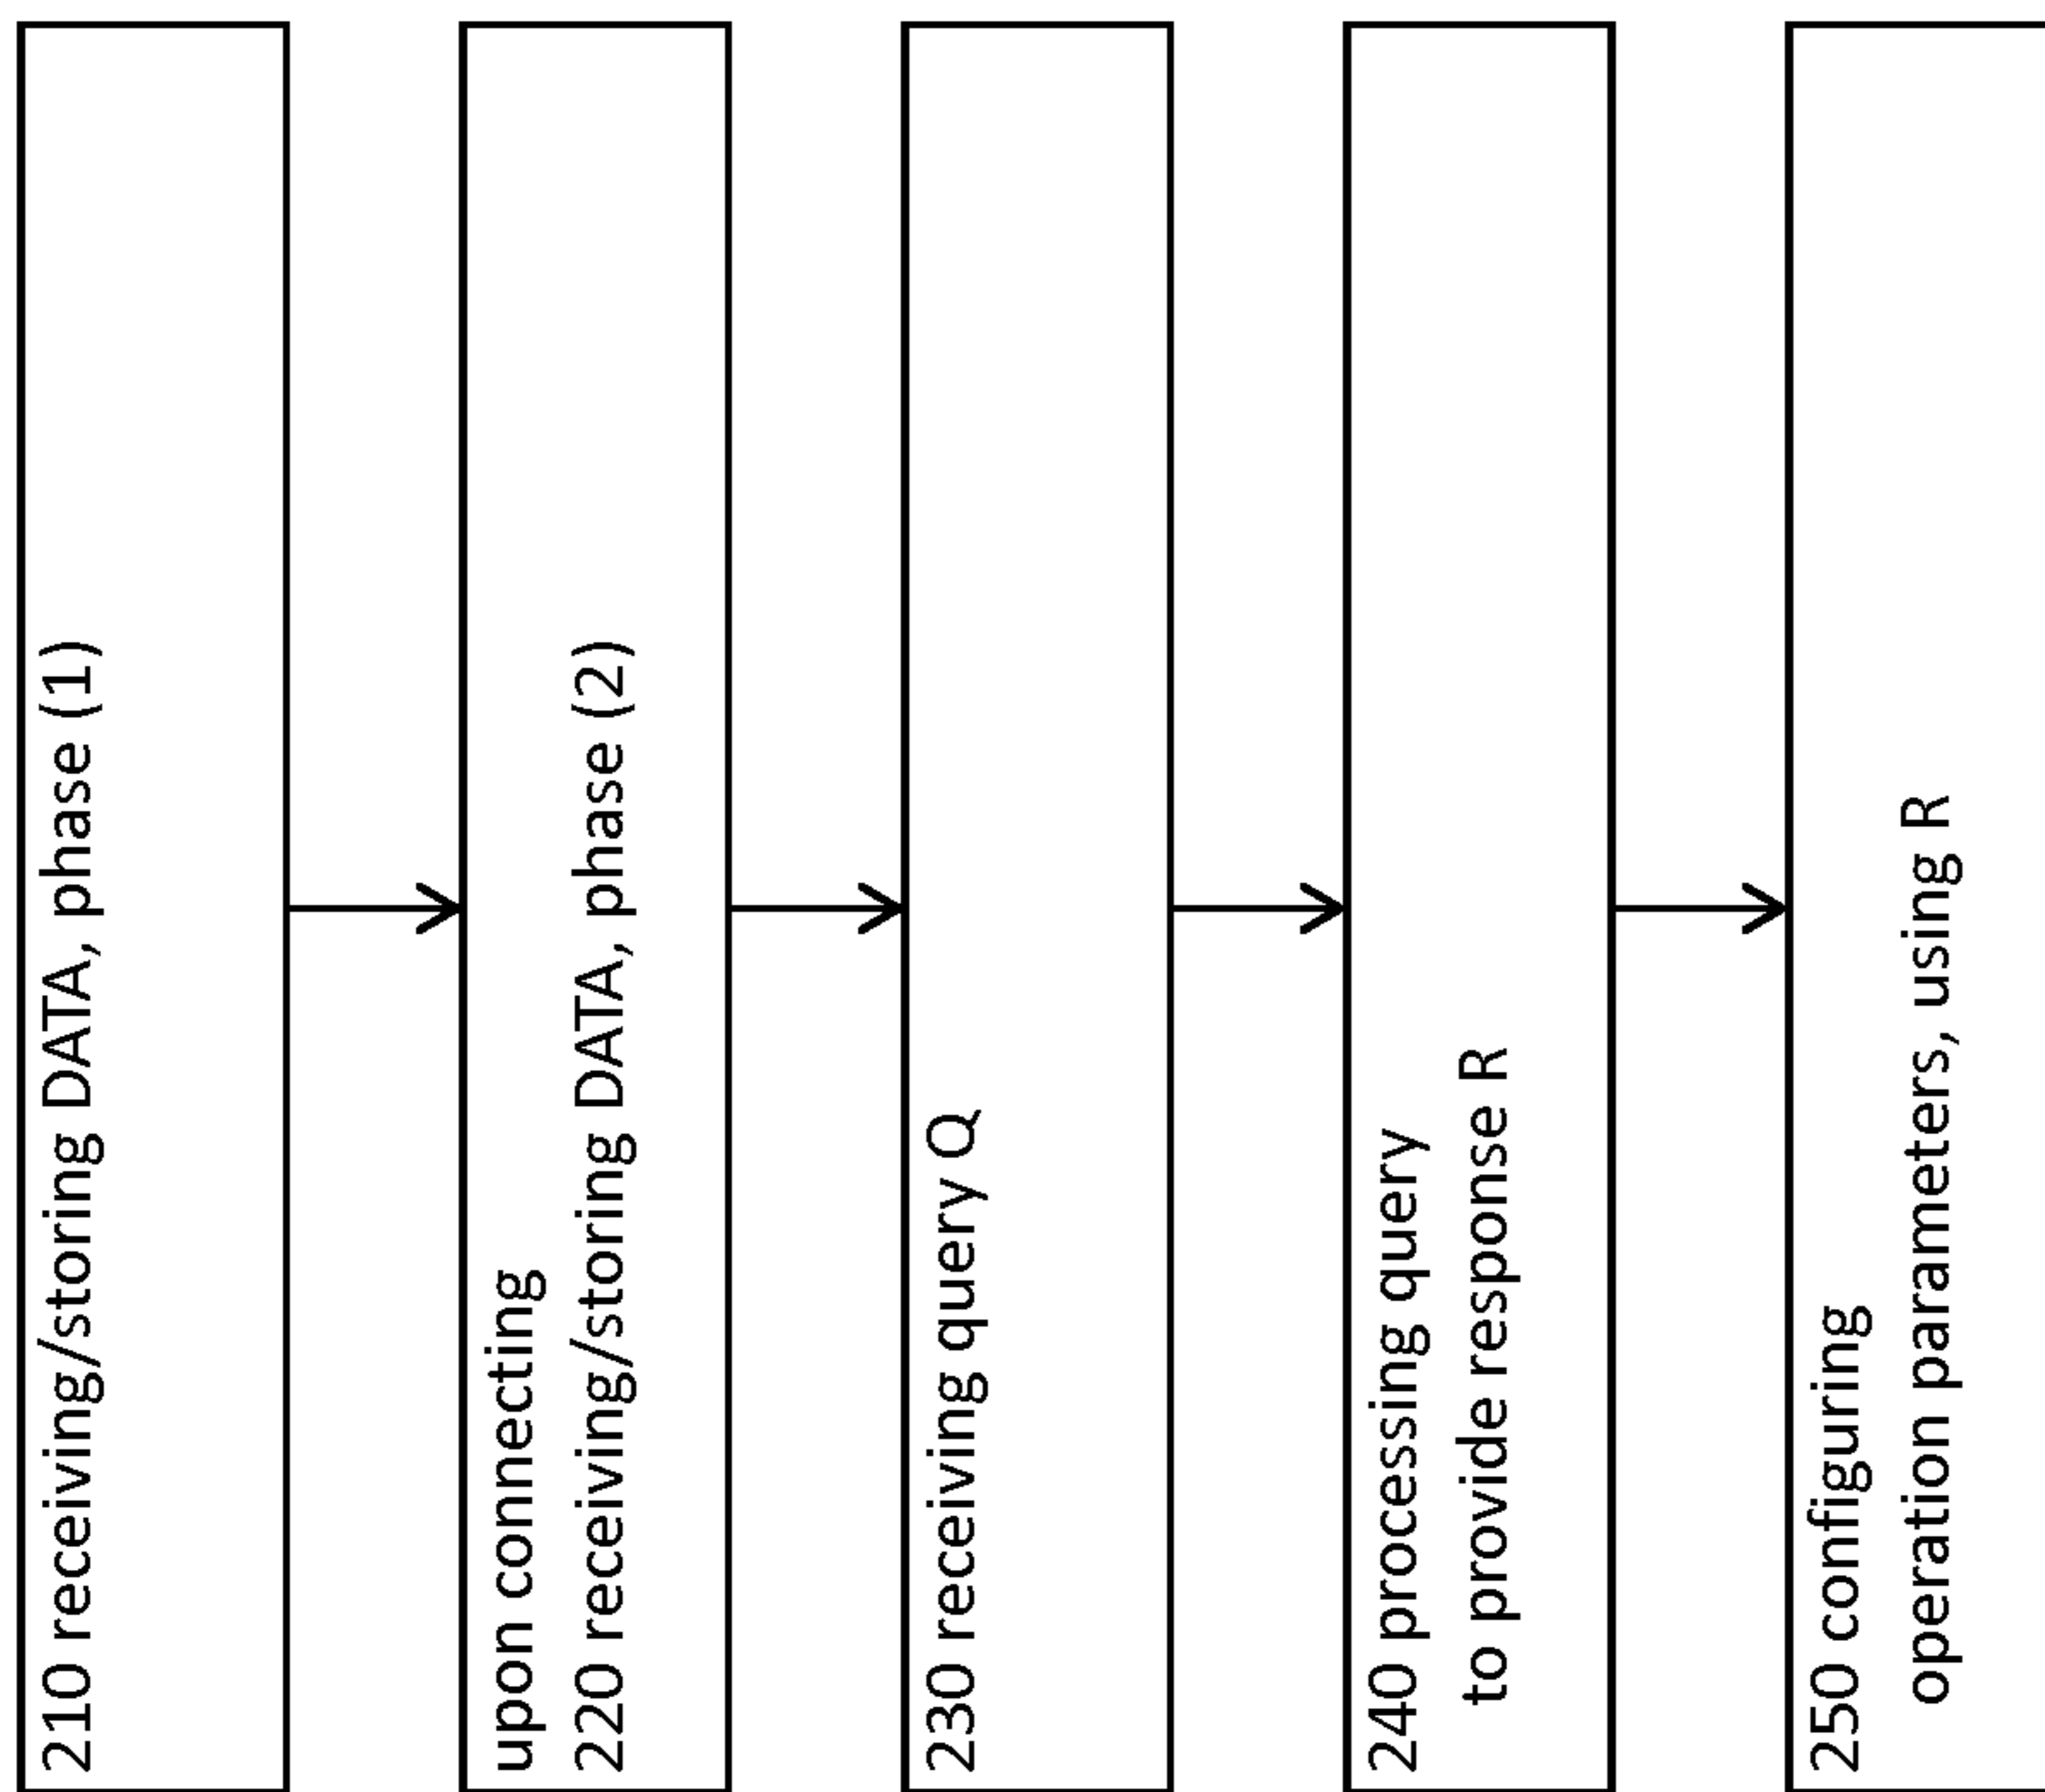 210 receiving/storing DATA, phase (1)
upon connecting
220 receiving/storing DATA, phase (2)
230 receiving query Q
240 processing query
to provide response R
250 configuring
operation parameters, using R